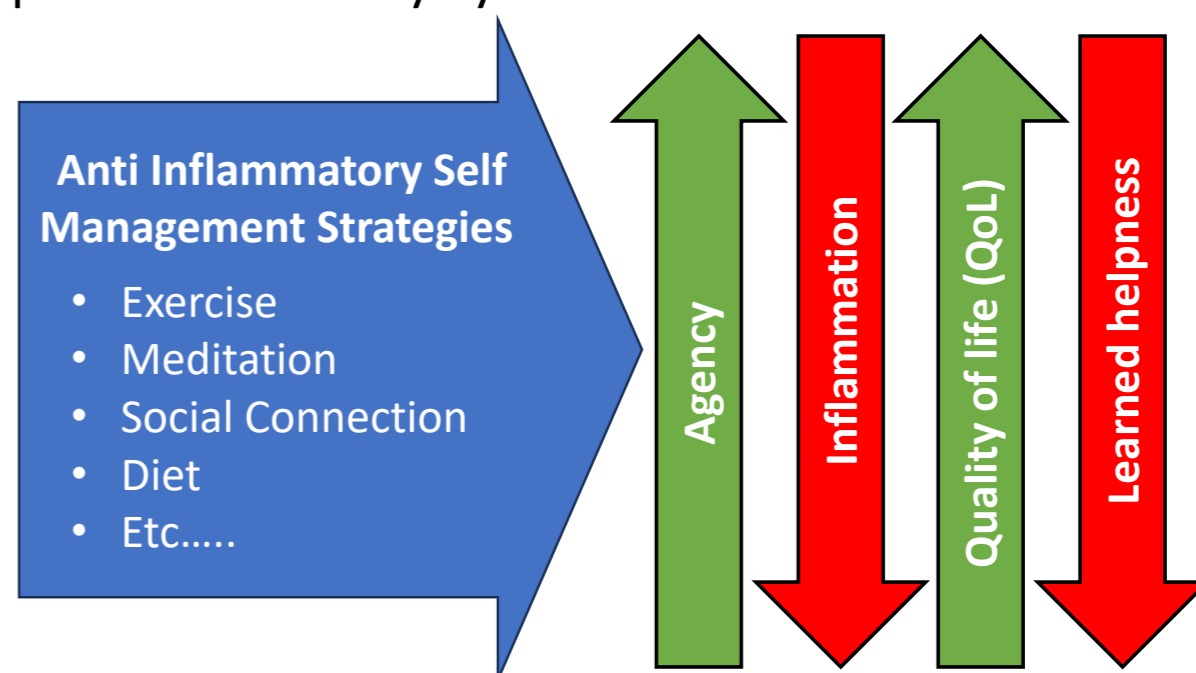 Anti Inflammatory Self
Management Strategies
• Exercise
• Meditation
• Social Connection
• Diet
• Etc.....
Agency
Inflammation
Quality of life (QoL)
Learned helpness